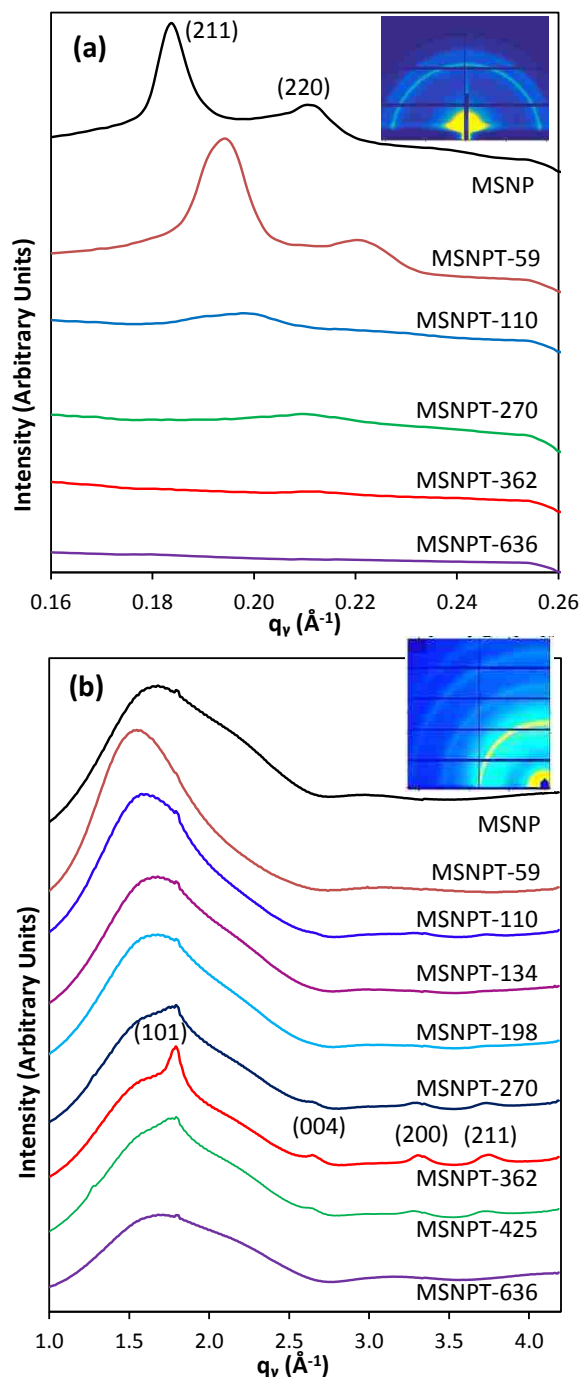 (a)
(211)
(220)
MSNP
MSNPT-59
MSNPT-110
MSNPT-270
MSNPT-362
MSNPT-636
Intensity (Arbitrary Units)
0.16 0.18 0.20 0.22 0.24 0.26
qᵧ (Å⁻¹)
(b)
MSNP
MSNPT-59
MSNPT-110
MSNPT-134
MSNPT-198
(101)
MSNPT-270
(004)
(200)
(211)
MSNPT-362
MSNPT-425
MSNPT-636
Intensity (Arbitrary Units)
1.0 1.5 2.0 2.5 3.0 3.5 4.0
qᵧ (Å⁻¹)